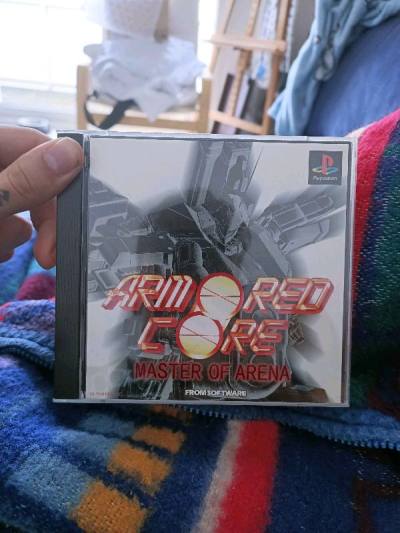 PlayStation
ARMORED
CORE
MASTER OF ARENA
FROM SOFTWARE